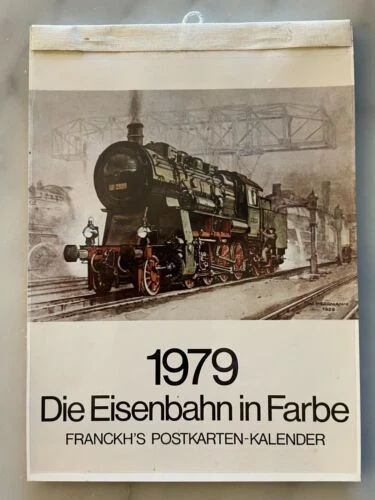 1979
Die Eisenbahn in Farbe
FRANCKH'S POSTKARTEN-KALENDER